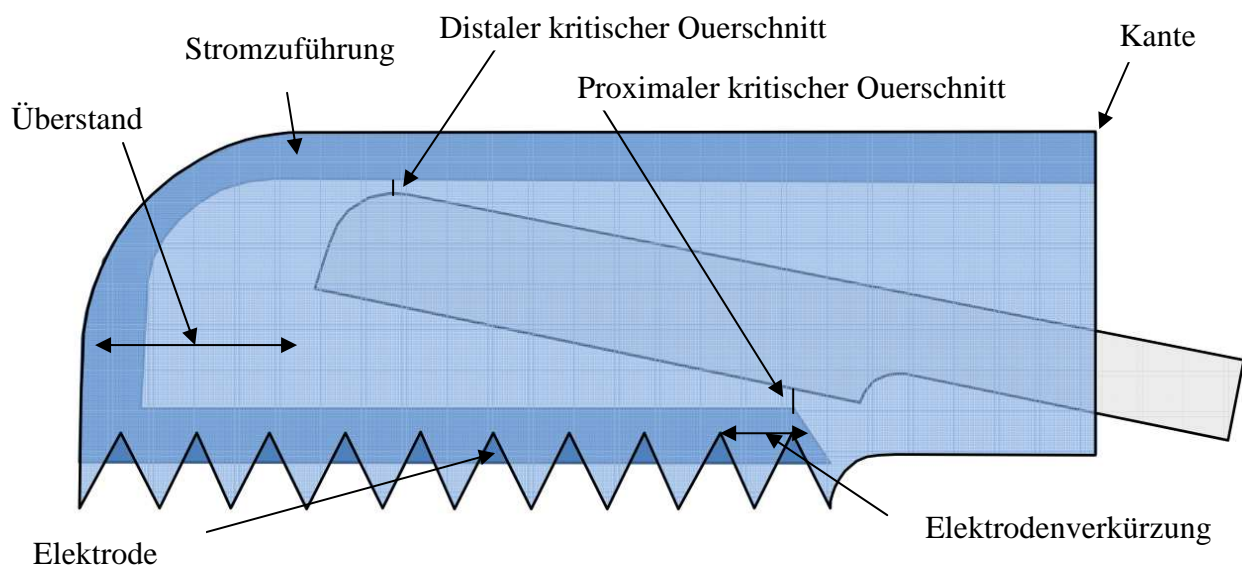 Distaler kritischer Ouerschnitt
Kante
Stromzuführung
Proximaler kritischer Ouerschnitt
Überstand
Elektrodenverkürzung
Elektrode